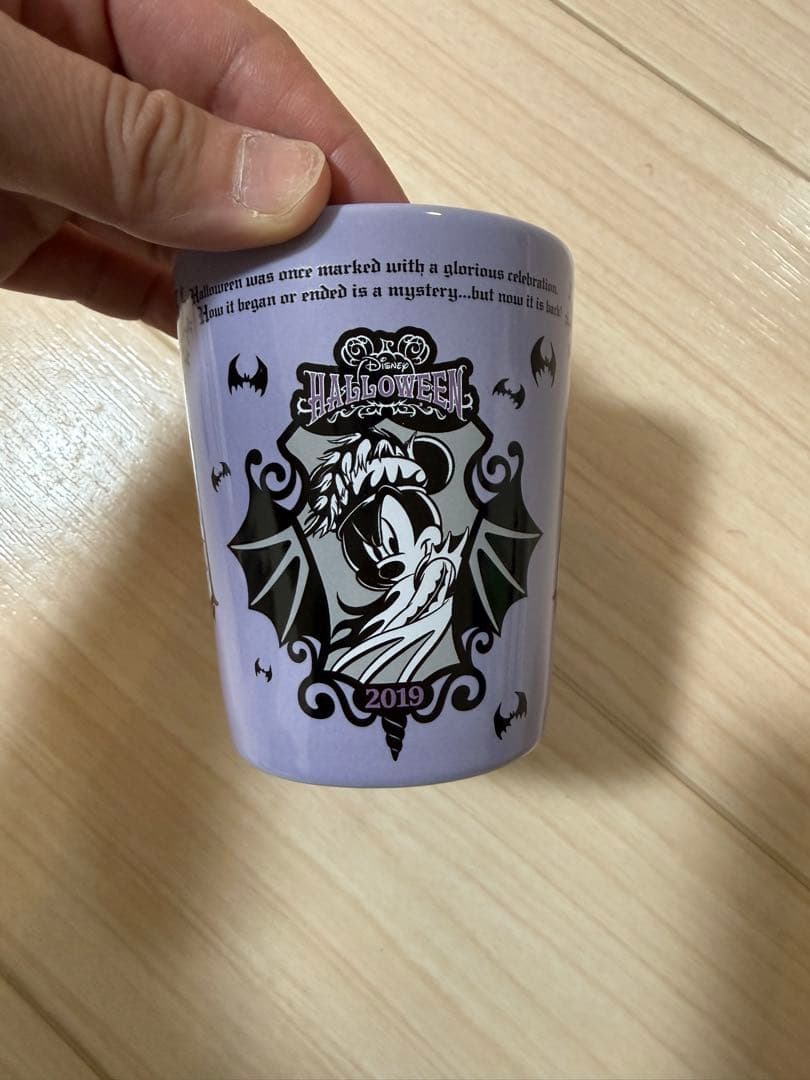 Halloween was once marked with a glorious celebration.
How it began or ended is a mystery...but now it is back!
Disney
HALLOWEEN
2019